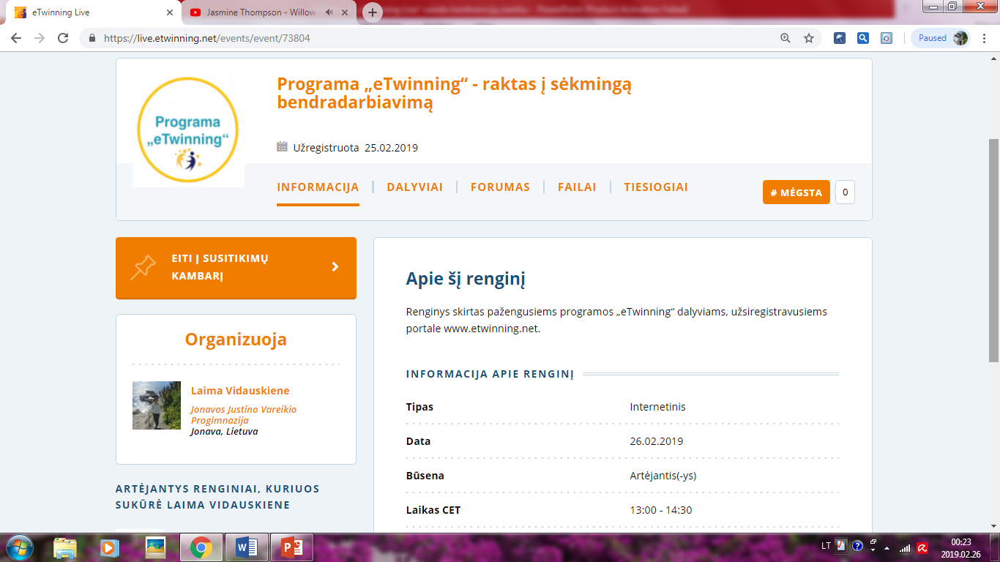 eTwinning Live
Jasmine Thompson - Willow
https://live.etwinning.net/events/event/73804
Paused
Programa „eTwinning“ - raktas į sėkmingą
bendradarbiavimą
Programa
„eTwinning“
Užregistruota 25.02.2019
INFORMACIJA
DALYVIAI
FORUMAS
FAILAI
TIESIOGIAI
# MĖGSTA
0
EITI Į SUSITIKIMŲ
KAMBARĮ
Organizuoja
Laima Vidauskiene
Jonavos Justino Vareikio
Progimnazija
Jonava, Lietuva
ARTĖJANTYS RENGINIAI, KURIUOS
SUKŪRĖ LAIMA VIDAUSKIENE
Apie šį renginį
Renginys skirtas pažengusiems programos „eTwinning“ dalyviams, užsiregistravusiems
portale www.etwinning.net.
INFORMACIJA APIE RENGINĮ
Tipas Internetinis
Data 26.02.2019
Būsena Artėjantis(-ys)
Laikas CET 13:00 - 14:30
LT
00:23
2019.02.26